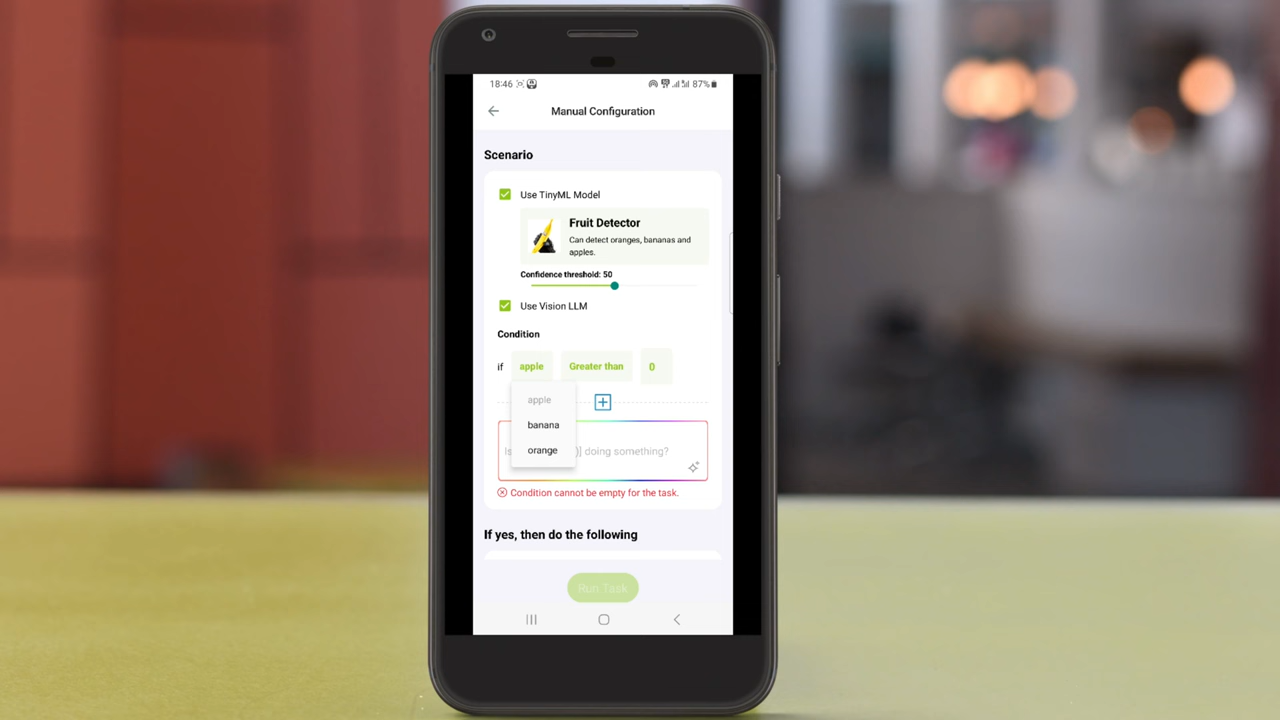 18:46
87%
Manual Configuration
Scenario
Use TinyML Model
Fruit Detector
Can detect oranges, bananas and
apples.
Confidence threshold: 50
Use Vision LLM
Condition
if apple Greater than 0
apple
banana
orange
doing something?
Condition cannot be empty for the task.
If yes, then do the following
Run Task